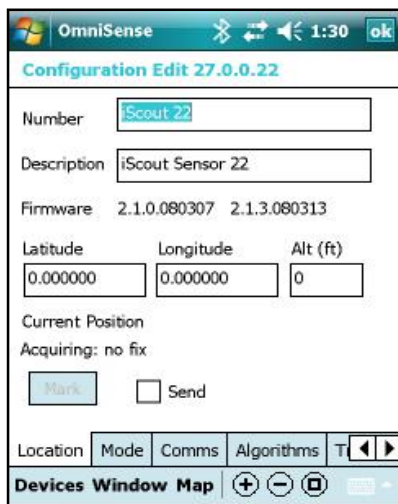 OmniSense 1:30 ok
Configuration Edit 27.0.0.22
Number iScout 22
Description iScout Sensor 22
Firmware 2.1.0.080307 2.1.3.080313
Latitude Longitude Alt (ft)
0.000000 0.000000 0
Current Position
Acquiring: no fix
Mark Send
Location Mode Comms Algorithms
Devices Window Map